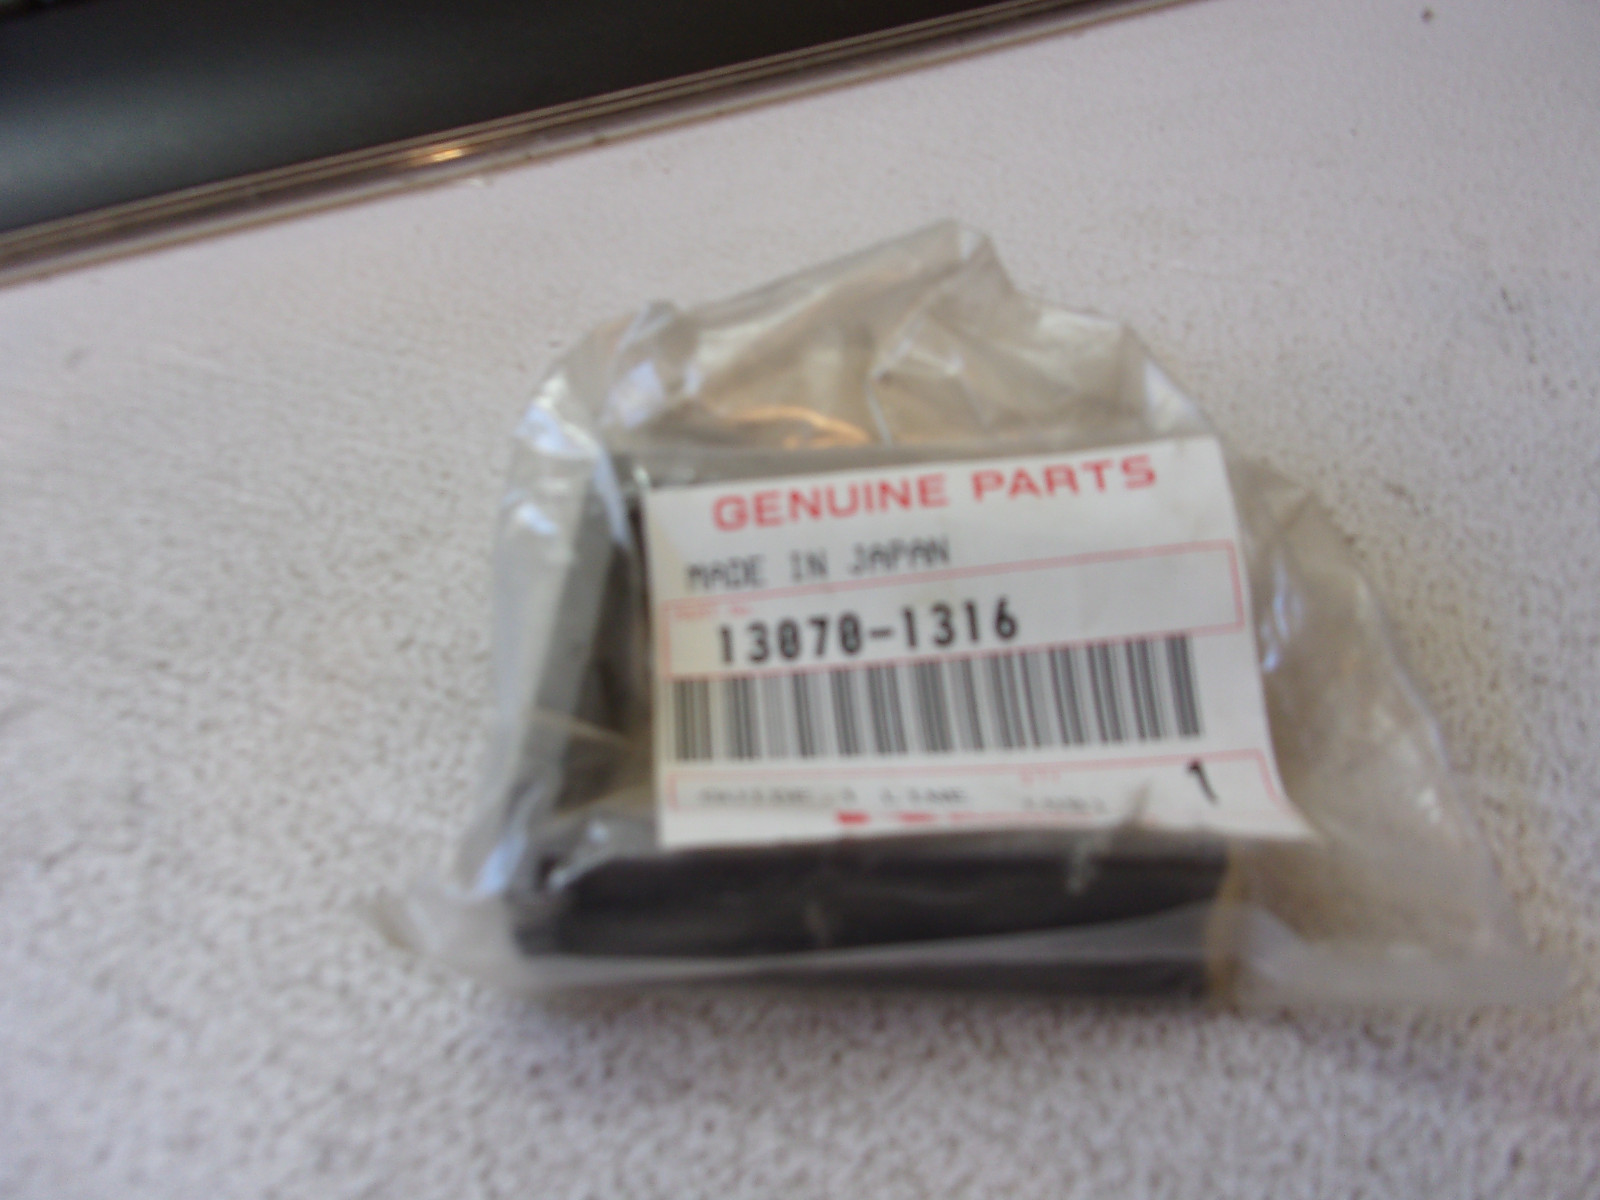 GENUINE PARTS
MADE IN JAPAN
13070-1316
1